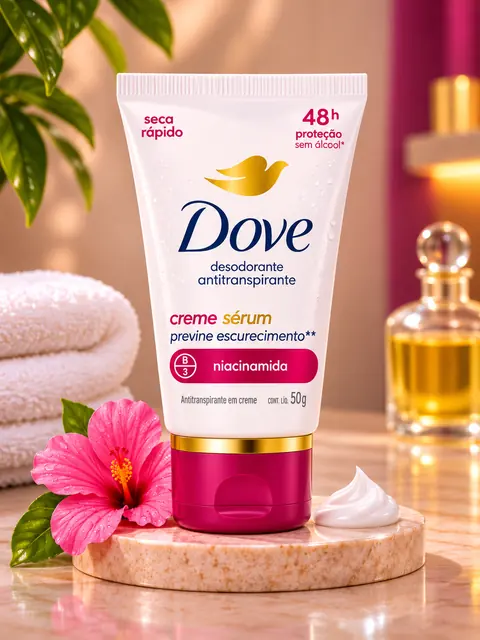 seca
rápido
48h
proteção
sem álcool*
Dove
desodorante
antitranspirante
creme sérum
previne escurecimento**
B
3
niacinamida
Antitranspirante em creme CONT. LÍQ. 50g